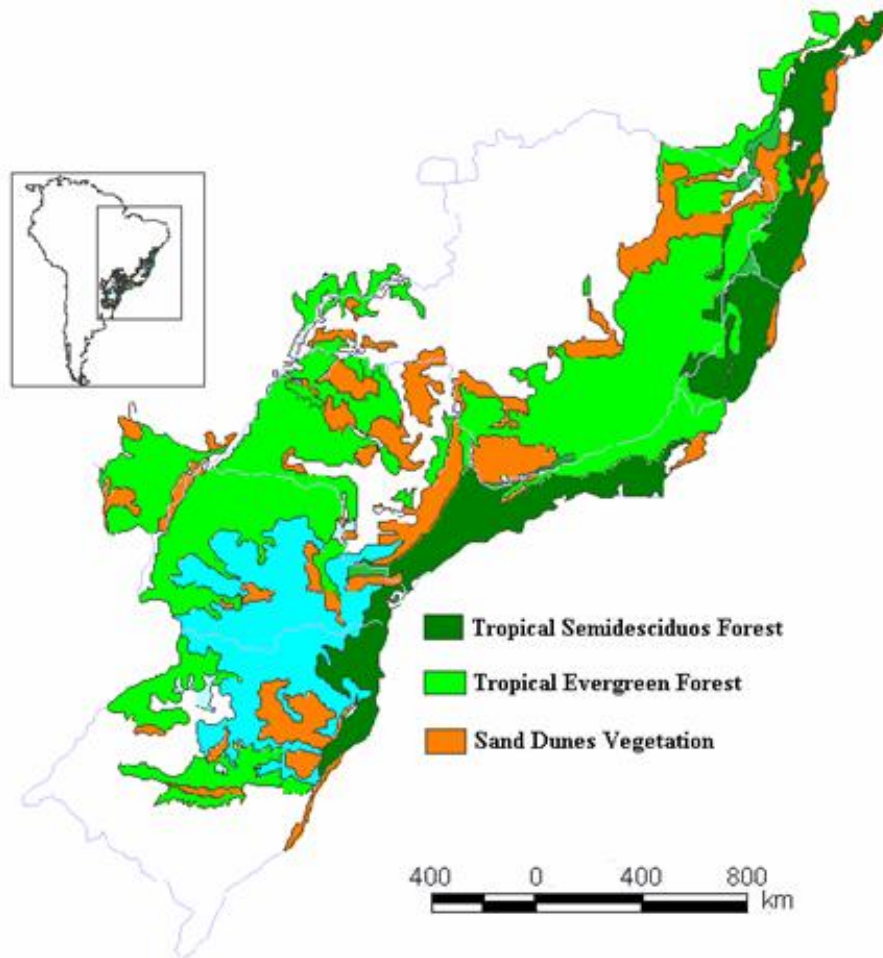 Tropical Semidesciduos Forest
Tropical Evergreen Forest
Sand Dunes Vegetation
400 0 400 800
km